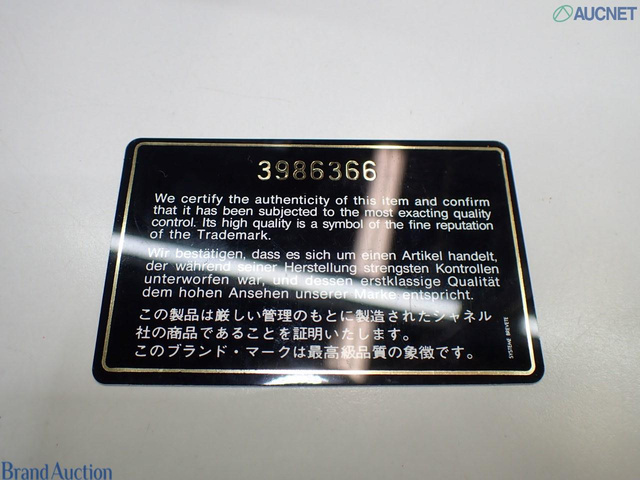 AUCNET
3986366
We certify the authenticity of this item and confirm
that it has been subjected to the most exacting quality
control. Its high quality is a symbol of the fine reputation
of the Trademark.
Wir bestätigen, dass es sich um einen Artikel handelt,
der während seiner Herstellung strengsten Kontrollen
unterworfen war, und dessen erstklassige Qualität
dem hohen Ansehen unserer Marke entspricht.
この製品は厳しい管理のもとに製造されたシャネル
社の商品であることを証明いたします。
このブランド・マークは最高級品質の象徴です。
SYSTEME BREVETE
Brand Auction